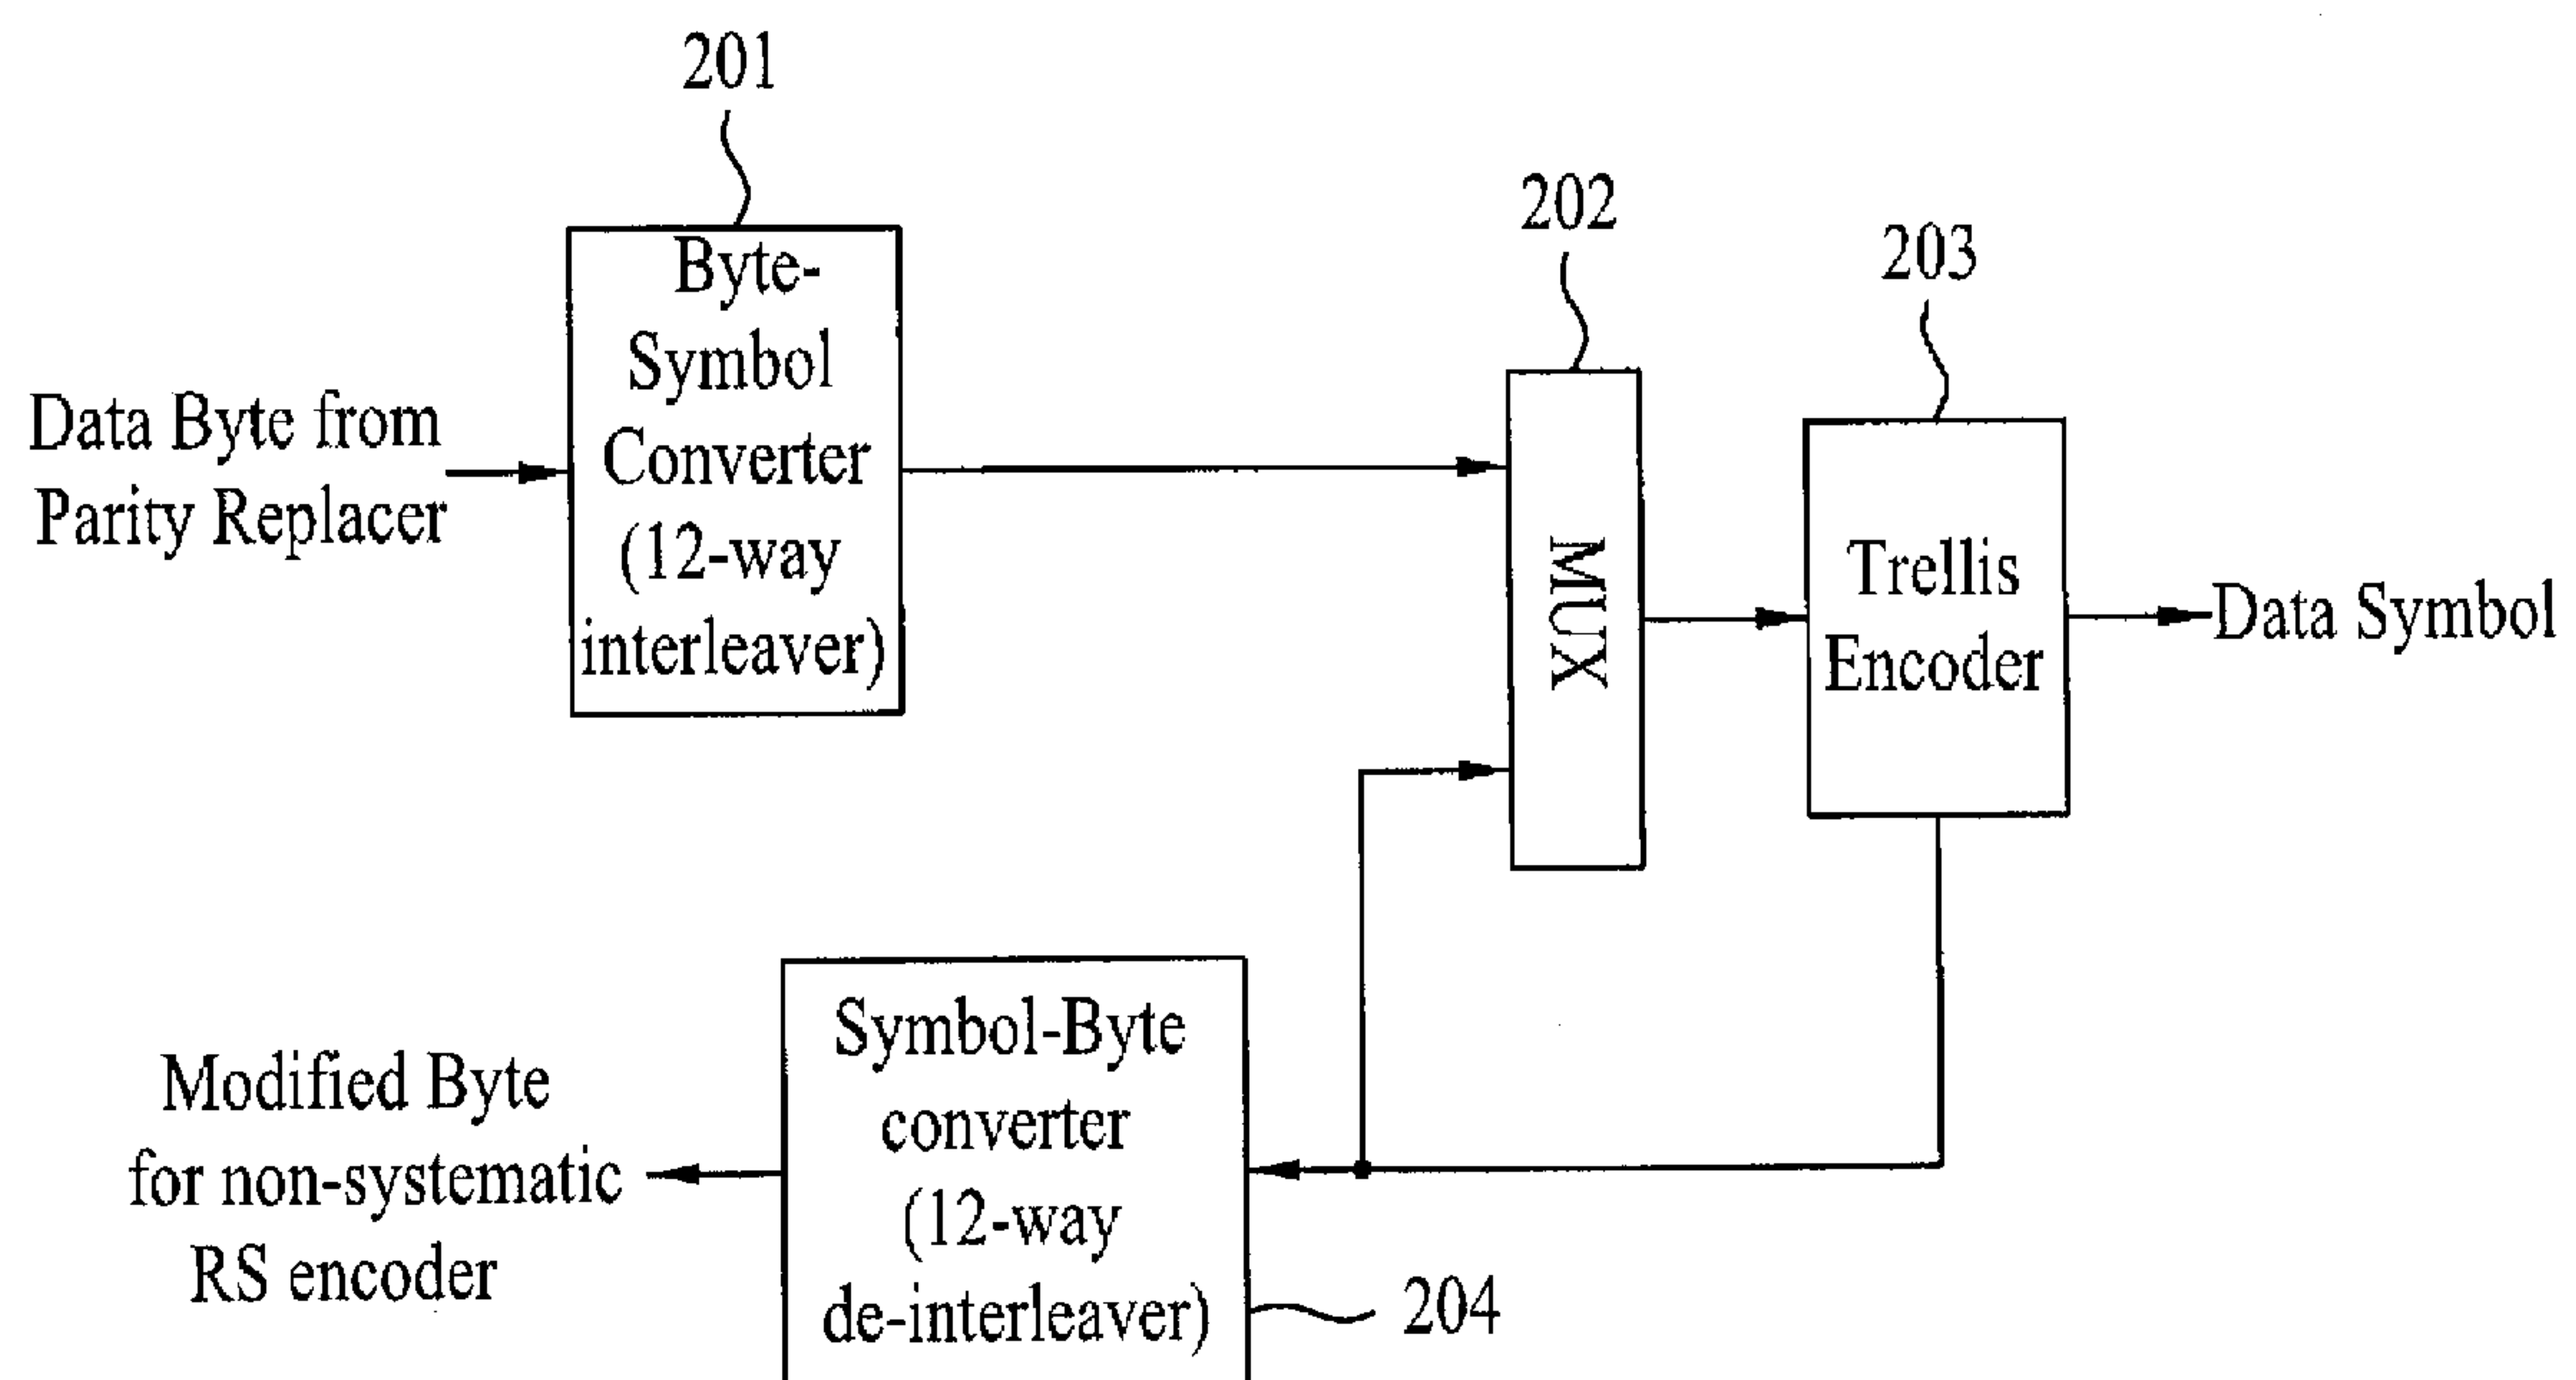 201
202
203
Byte-
Symbol
Converter
(12-way
interleaver)
Data Byte from
Parity Replacer
MUX
Trellis
Encoder
Data Symbol
Symbol-Byte
converter
(12-way
de-interleaver)
204
Modified Byte
for non-systematic
RS encoder